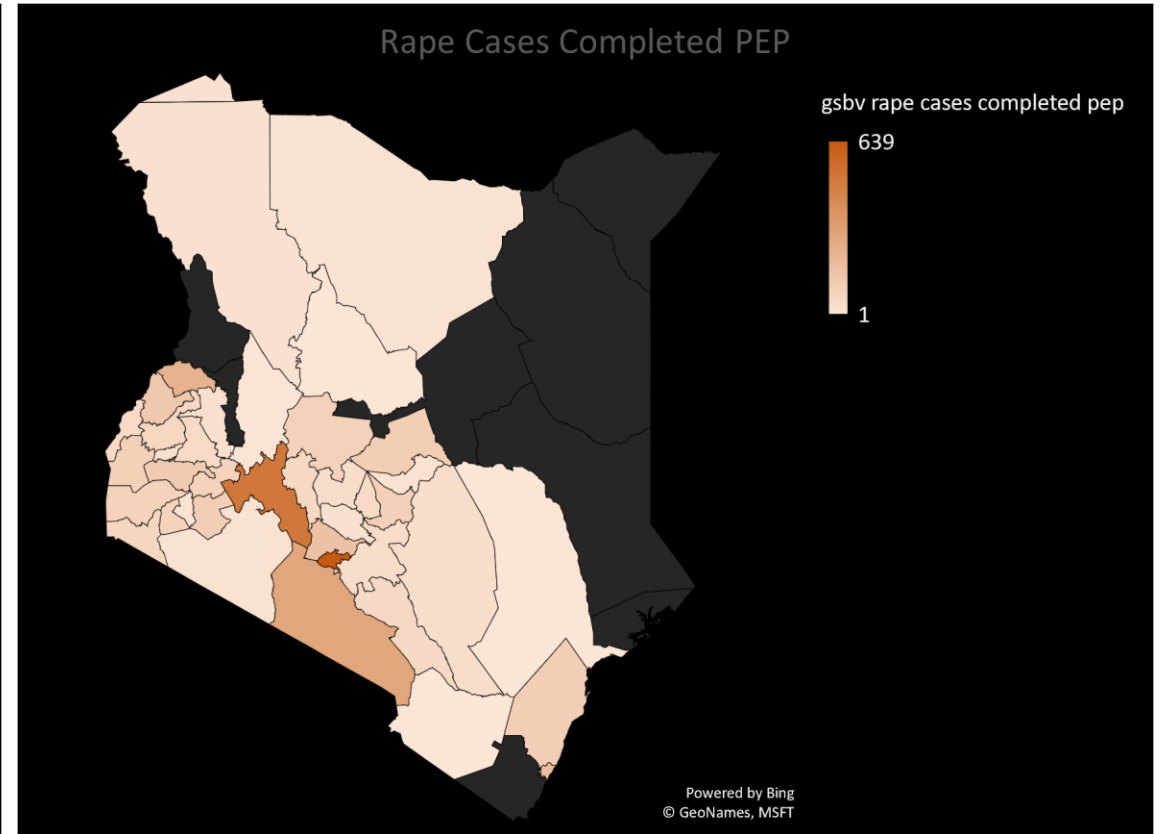 Rape Cases Completed PEP
gsbv rape cases completed pep
639
1
Powered by Bing
© GeoNames, MSFT